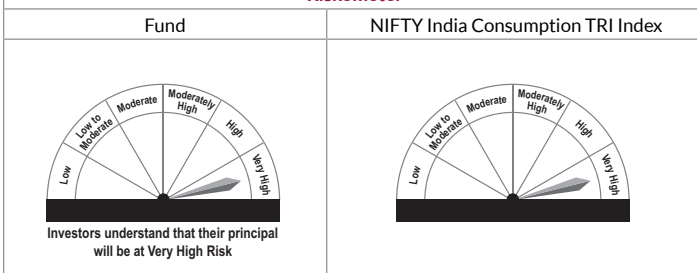 Riskometer
Fund
NIFTY India Consumption TRI Index
Low
Low to
Moderate
Moderate
Moderately
High
High
Very High
Investors understand that their principal
will be at Very High Risk
Low
Low to
Moderate
Moderate
Moderately
High
High
Very High